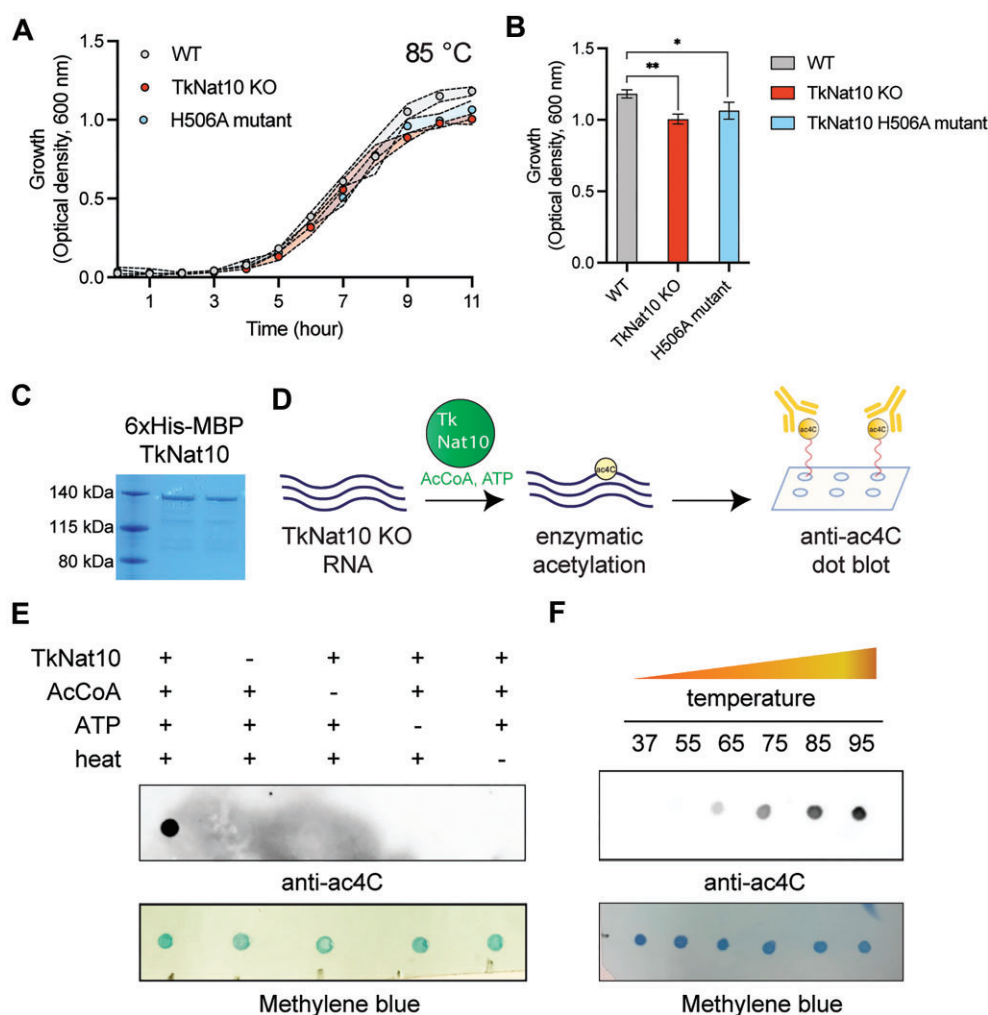 A
1.5
1.0
0.5
0.0
Growth
(Optical density, 600 nm)
WT
TkNat10 KO
H506A mutant
85 °C
1 3 5 7 9 11
Time (hour)
B
1.5
1.0
0.5
0.0
Growth
(Optical density, 600 nm)
*
**
WT
TkNat10 KO
H506A mutant
WT
TkNat10 KO
TkNat10 H506A mutant
C
6xHis-MBP
TkNat10
140 kDa
115 kDa
80 kDa
D
TkNat10 KO
RNA
Tk
Nat10
AcCoA, ATP
ac4C
enzymatic
acetylation
ac4C ac4C
anti-ac4C
dot blot
E
TkNat10 + - + + +
AcCoA + + - + +
ATP + + + - +
heat + + + + -
anti-ac4C
Methylene blue
F
temperature
37 55 65 75 85 95
anti-ac4C
Methylene blue